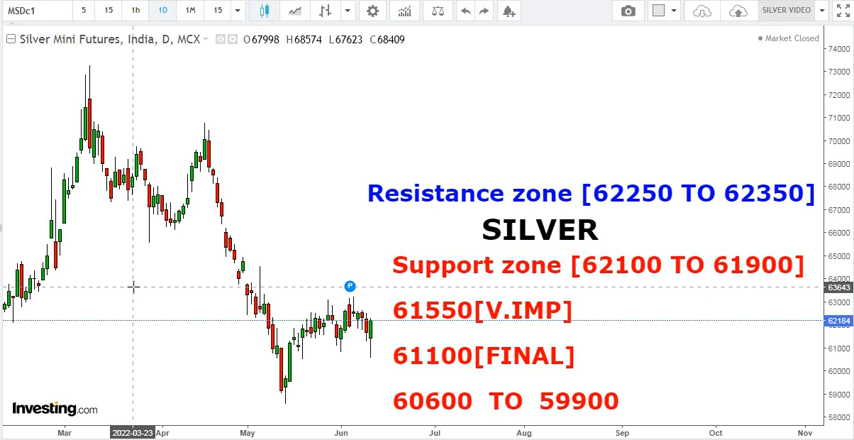 MSDc1 1 15 1h 1D 1M 15 SILVER VIDEO
Silver Mini Futures, India, D, MCX O67998 H68574 L67623 C68409
Market Closed
74000
73000
72000
71000
70000
69000
68000
67000
66000
65000
64000
63643
63000
62184
61000
60000
59000
58000
Resistance zone [62250 TO 62350]
SILVER
Support zone [62100 TO 61900]
P
61550[V.IMP]
61100[FINAL]
60600 TO 59900
Investing.com
Mar 2022-03-23 Apr May Jun Jul Aug Sep Oct Nov